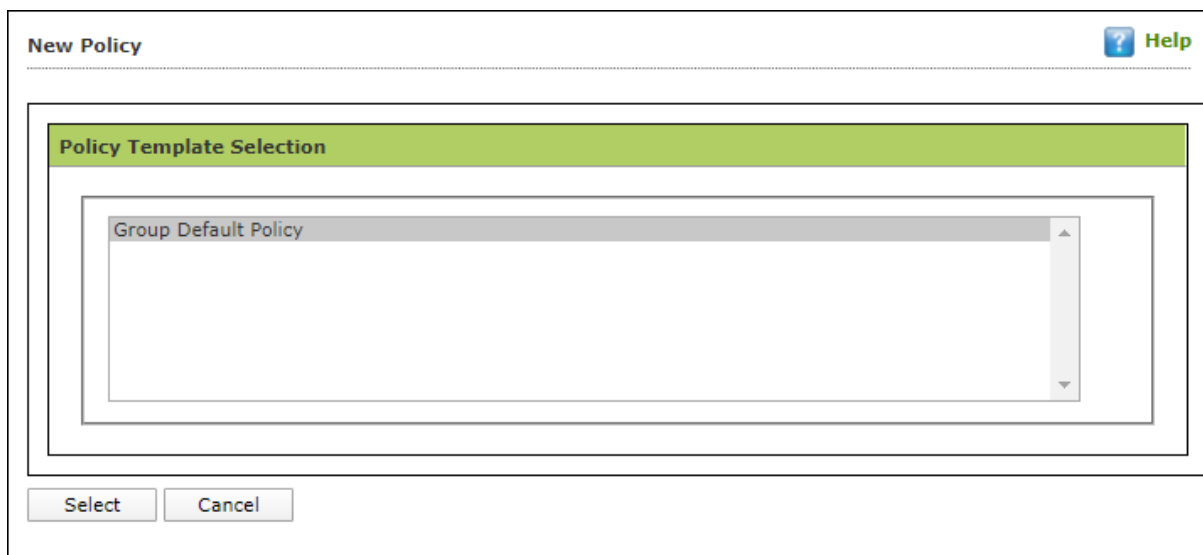 New Policy
Help
Policy Template Selection
Group Default Policy
Select
Cancel